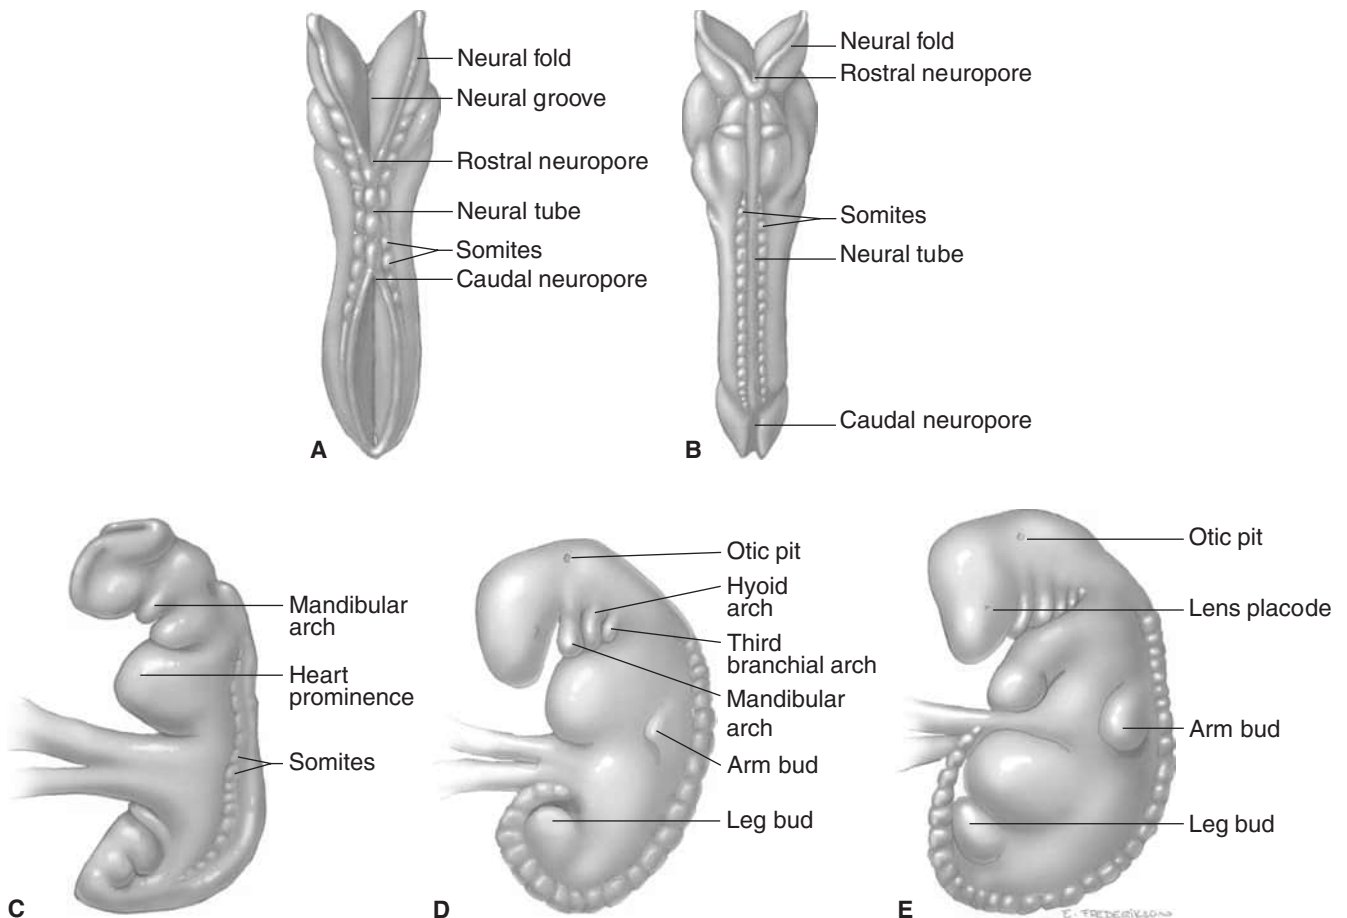 Neural fold
Neural groove
Rostral neuropore
Neural tube
Somites
Caudal neuropore
A
Neural fold
Rostral neuropore
Somites
Neural tube
Caudal neuropore
B
Mandibular
arch
Heart
prominence
Somites
C
Otic pit
Hyoid
arch
Third
branchial arch
Mandibular
arch
Arm bud
Leg bud
D
Otic pit
Lens placode
Arm bud
Leg bud
E
E. FREDERICKSON